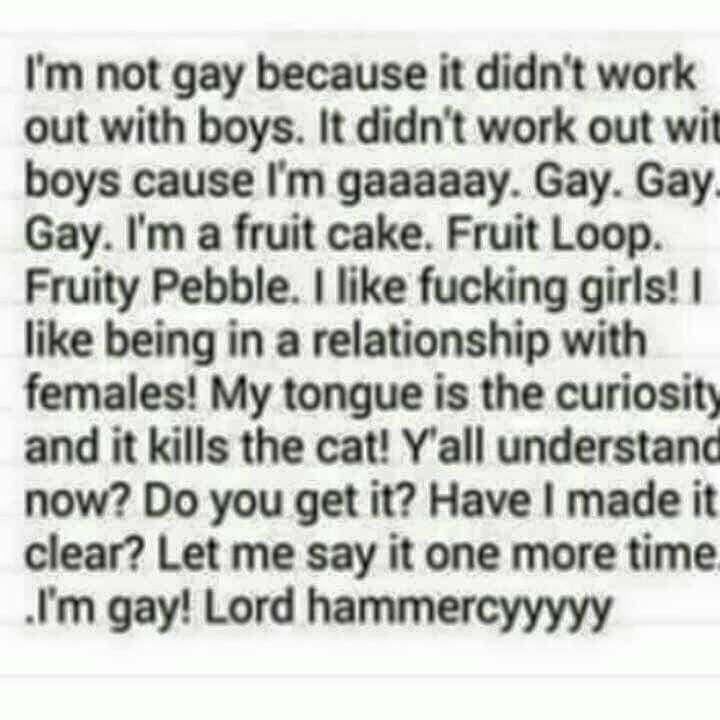 I'm not gay because it didn't work
out with boys. It didn't work out wit
boys cause I'm gaaaaay. Gay. Gay.
Gay. I'm a fruit cake. Fruit Loop.
Fruity Pebble. I like fucking girls! I
like being in a relationship with
females! My tongue is the curiosity
and it kills the cat! Y'all understand
now? Do you get it? Have I made it
clear? Let me say it one more time.
.I'm gay! Lord hammercyyyyy